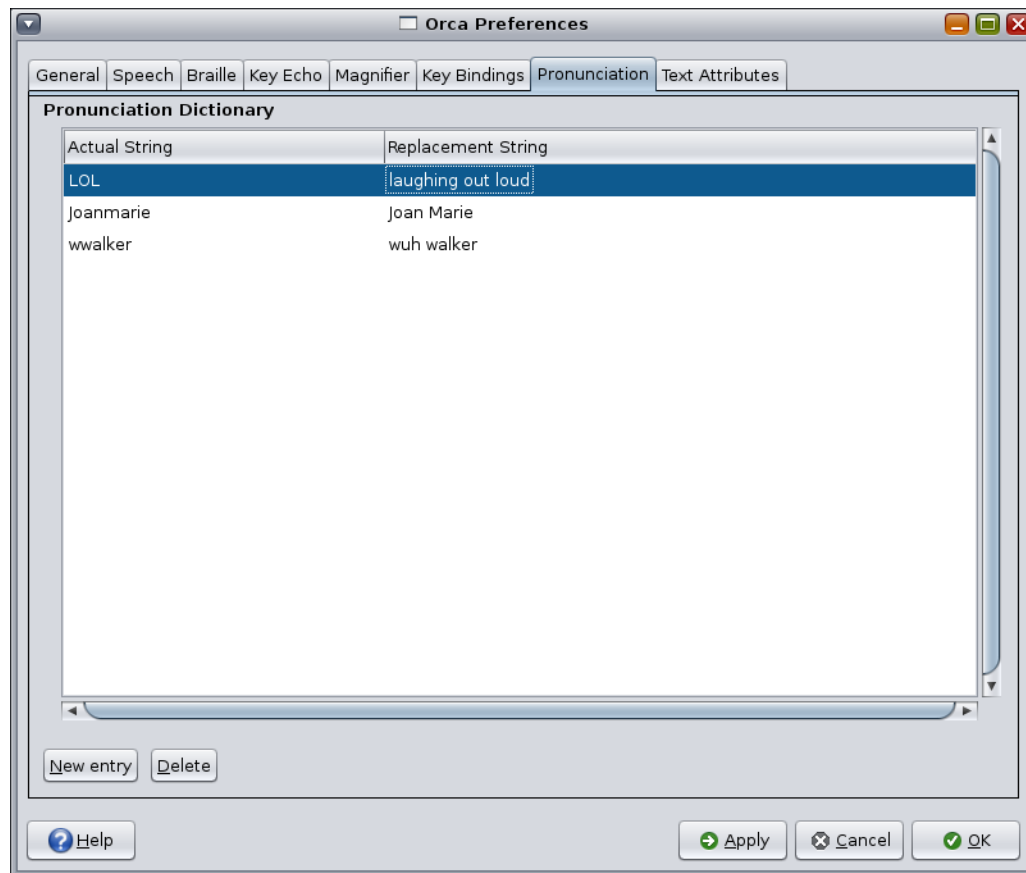 Orca Preferences
General Speech Braille Key Echo Magnifier Key Bindings Pronunciation Text Attributes
Pronunciation Dictionary
Actual String Replacement String
LOL laughing out loud
Joanmarie Joan Marie
wwalker wuh walker
New entry Delete
Help Apply Cancel OK